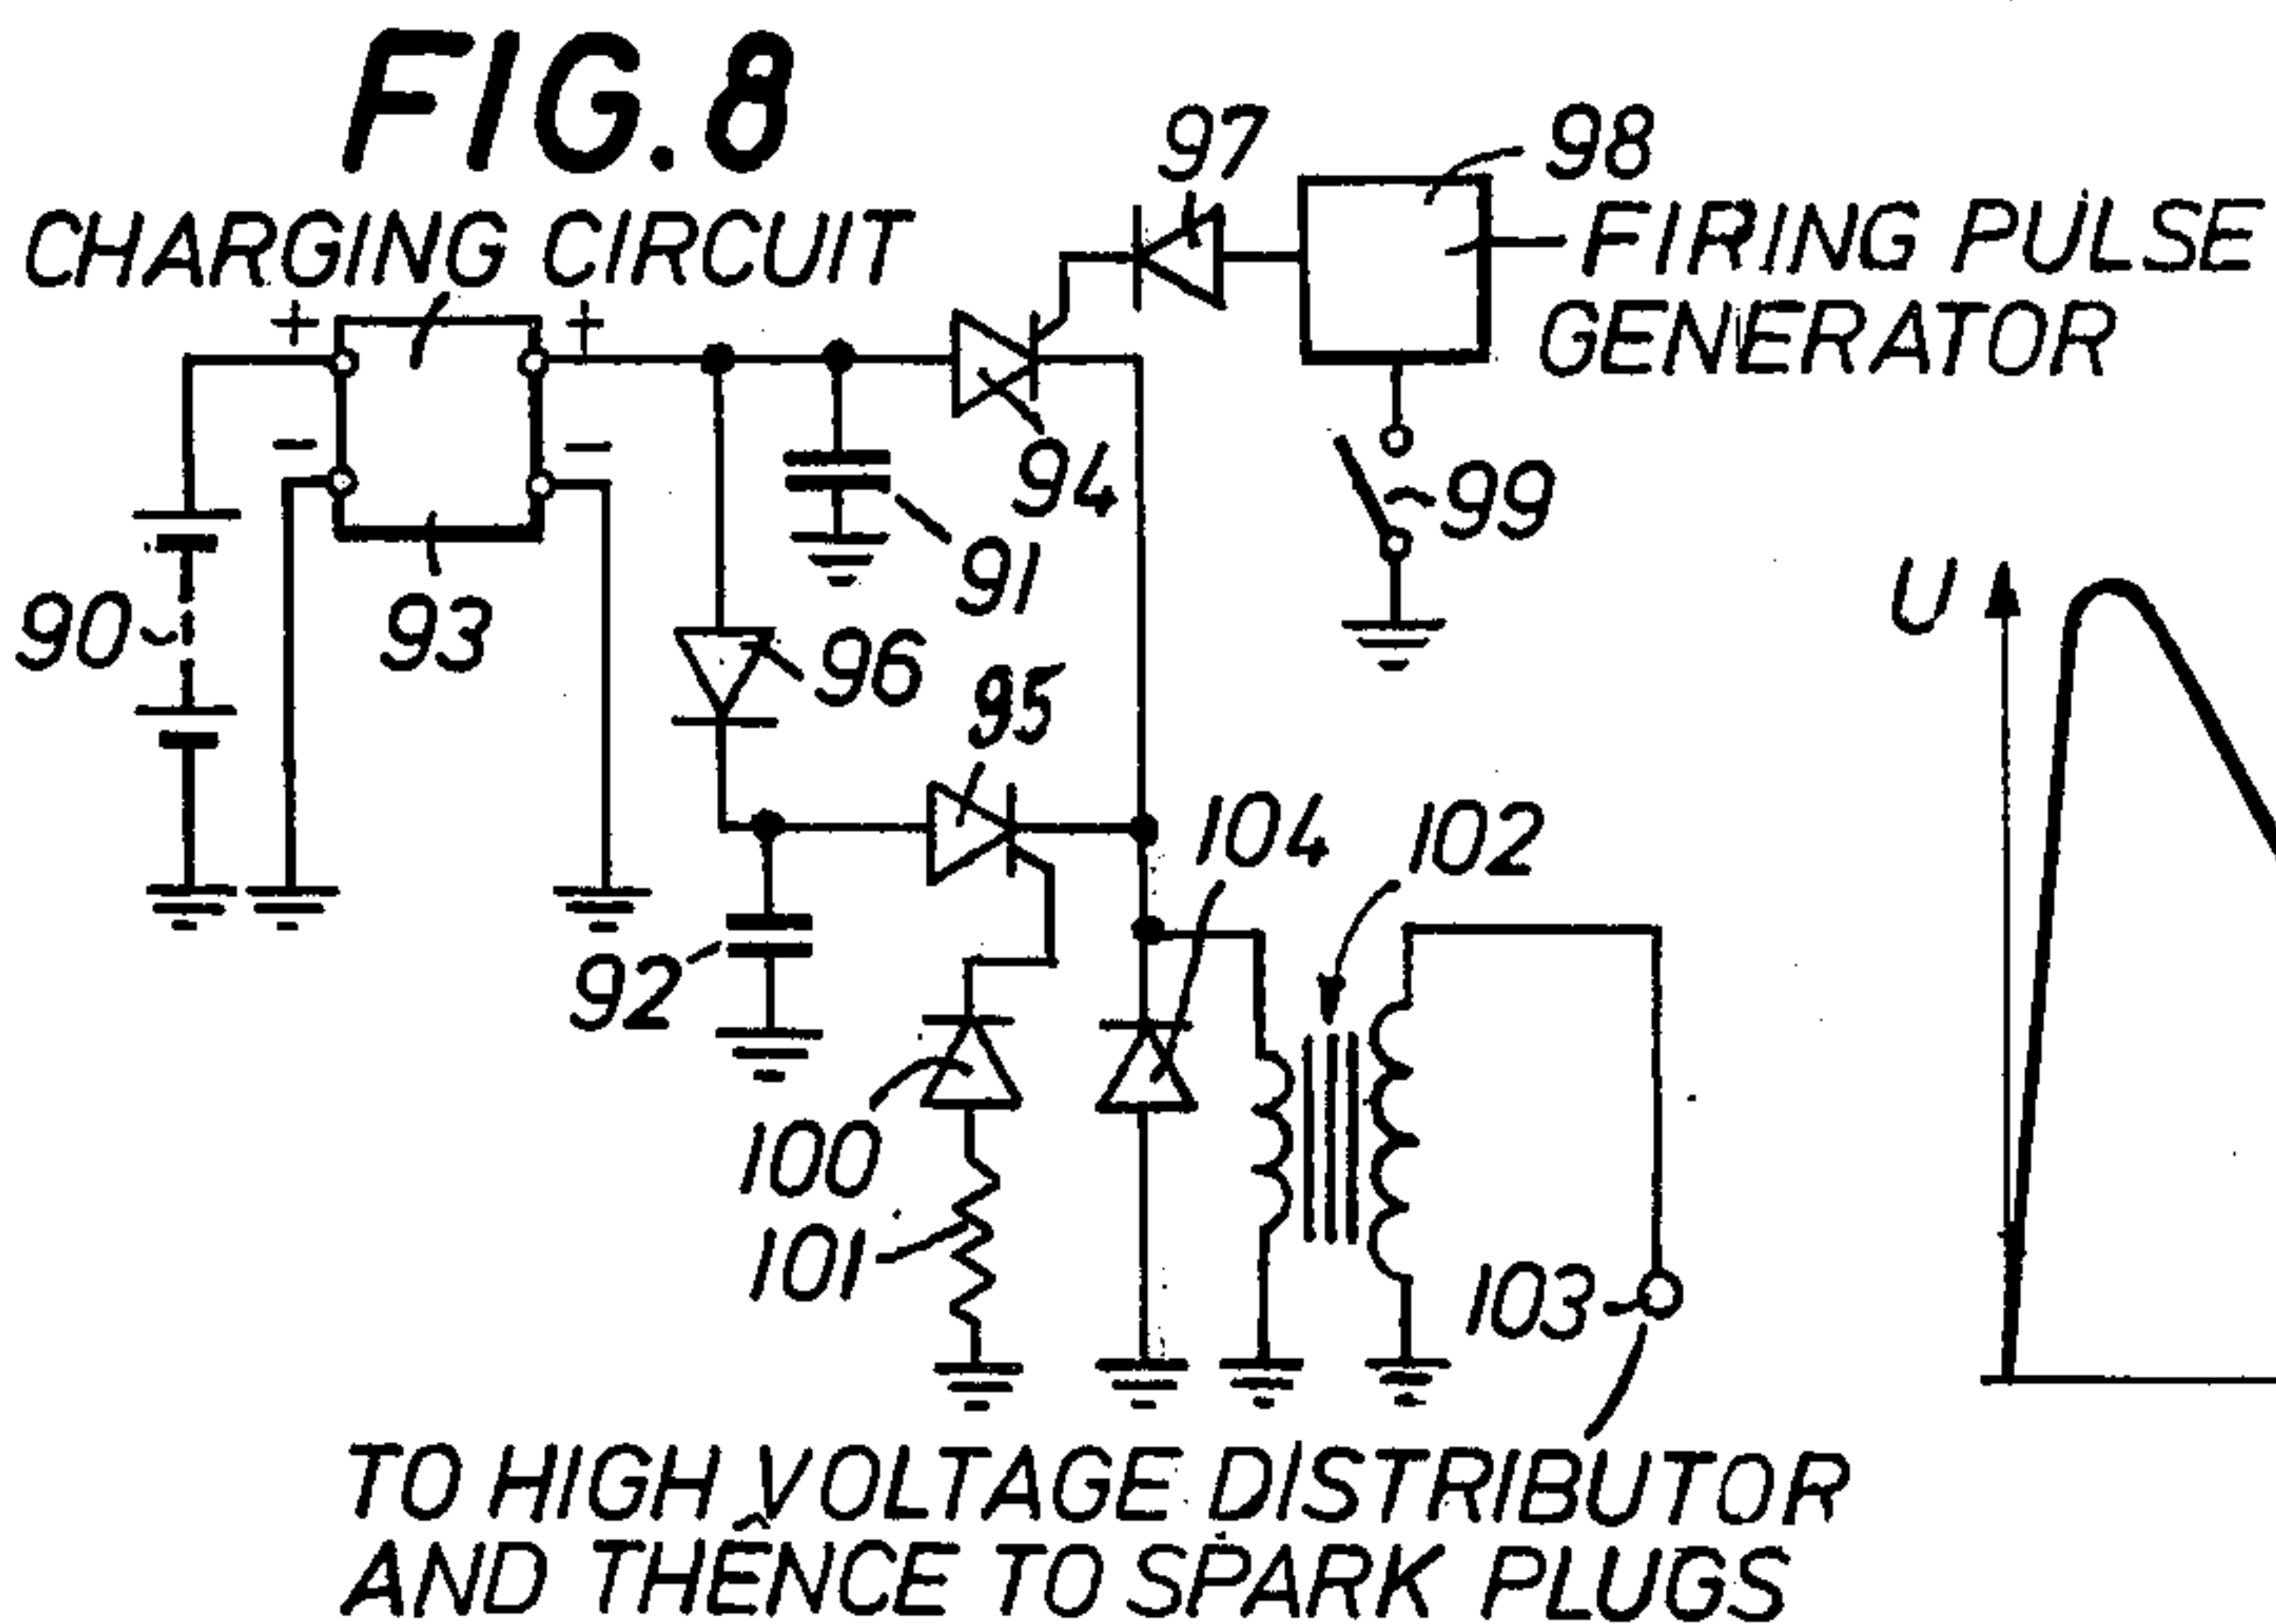 FIG. 8
CHARGING CIRCUIT
97
98
FIRING PULSE
GENERATOR
+
+
-
-
94
99
91
90
93
96
95
U
104
102
92
100
101
103
TO HIGH VOLTAGE DISTRIBUTOR
AND THENCE TO SPARK PLUGS